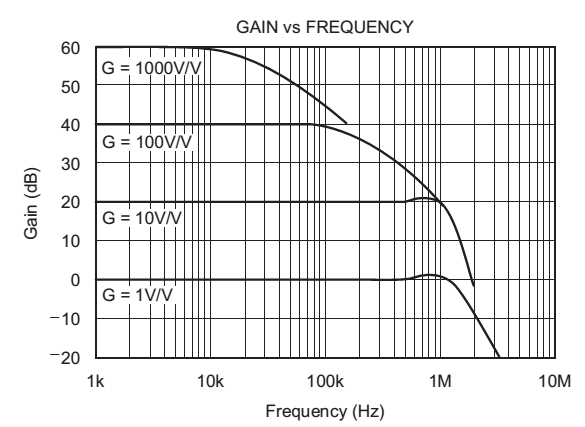 GAIN vs FREQUENCY
60
G = 1000V/V
50
40
G = 100V/V
30
20
G = 10V/V
10
0
G = 1V/V
−10
−20
Gain (dB)
1k 10k 100k 1M 10M
Frequency (Hz)